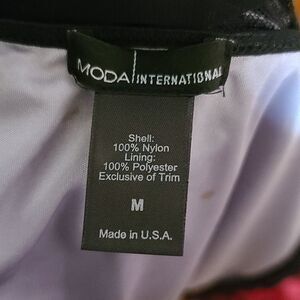 MODA INTERNATIONAL
Shell:
100% Nylon
Lining:
100% Polyester
Exclusive of Trim
M
Made in U.S.A.